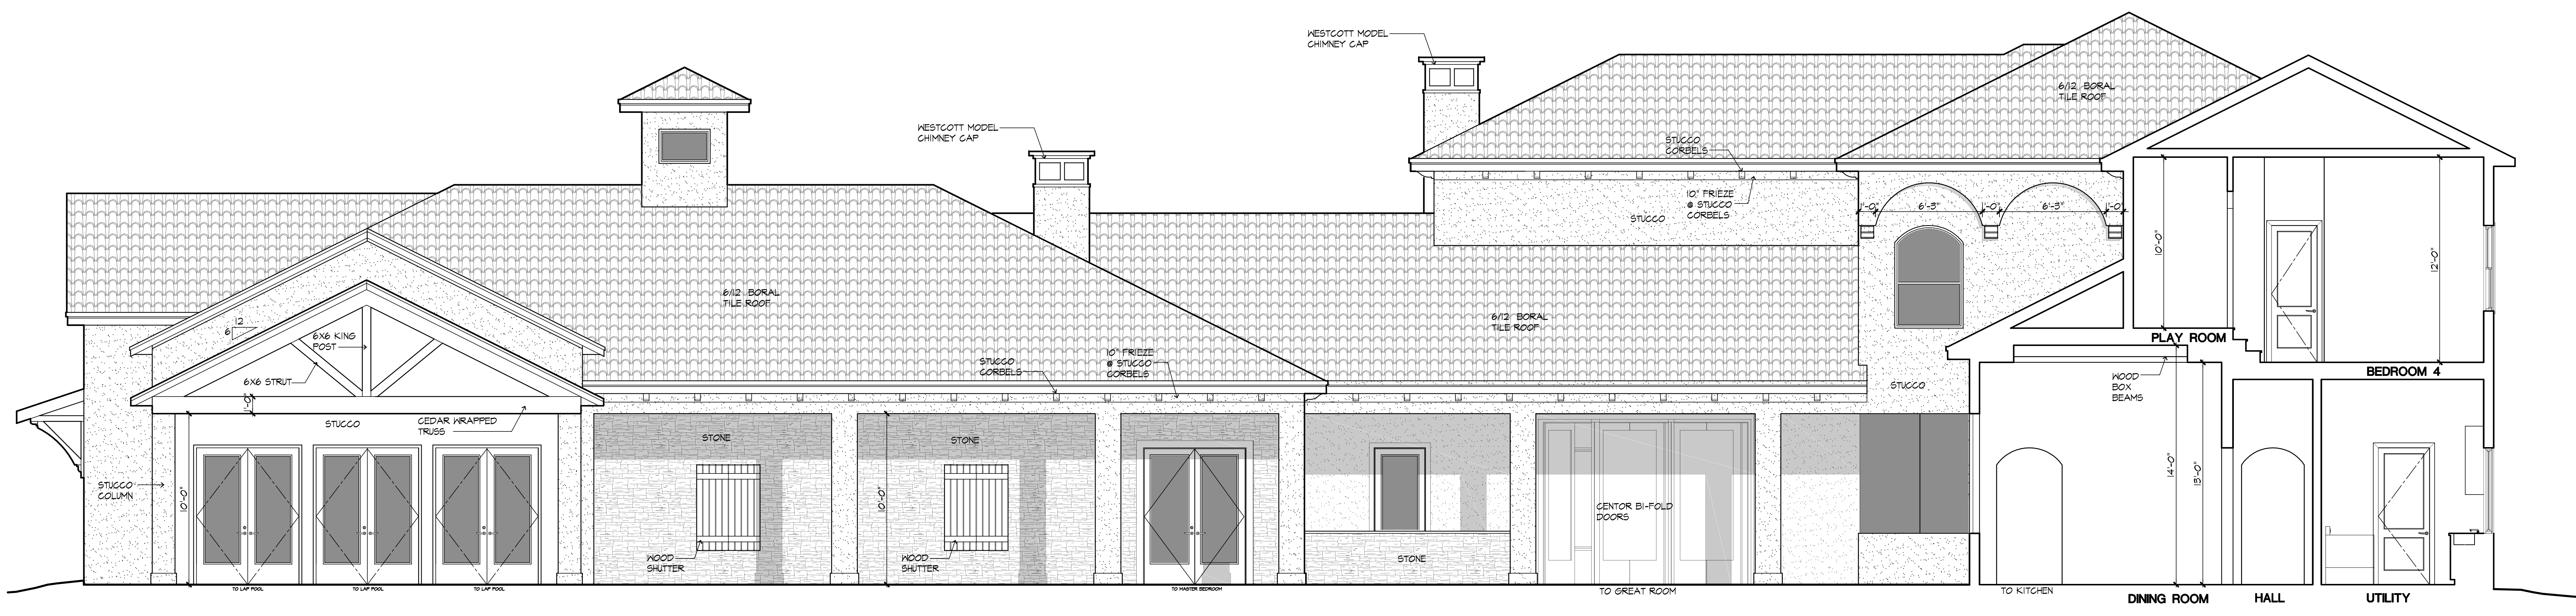 WESTCOTT MODEL
CHIMNEY CAP
WESTCOTT MODEL
CHIMNEY CAP
6/12 BORAL
TILE ROOF
STUCCO
CORBELS
10" FRIEZE
@ STUCCO
CORBELS
STUCCO
1'-0"
6'-3"
1'-0"
6'-3"
1'-0"
10'-0"
12'-0"
6/12 BORAL
TILE ROOF
6/12 BORAL
TILE ROOF
12
6
6X6 KING
POST
6X6 STRUT
1'-0"
CEDAR WRAPPED
TRUSS
STUCCO
STUCCO
CORBELS
10" FRIEZE
@ STUCCO
CORBELS
STUCCO
PLAY ROOM
BEDROOM 4
WOOD
BOX
BEAMS
STONE
STONE
STUCCO
COLUMN
10'-0"
10'-0"
14'-0"
13'-0"
CENTOR BI-FOLD
DOORS
WOOD
SHUTTER
WOOD
SHUTTER
STONE
TO LAP POOL
TO LAP POOL
TO LAP POOL
TO MASTER BEDROOM
TO GREAT ROOM
TO KITCHEN
DINING ROOM
HALL
UTILITY